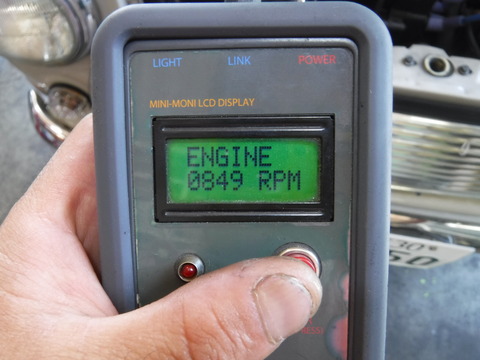 LIGHT LINK POWER
MINI-MONI LCD DISPLAY
ENGINE
0849 RPM